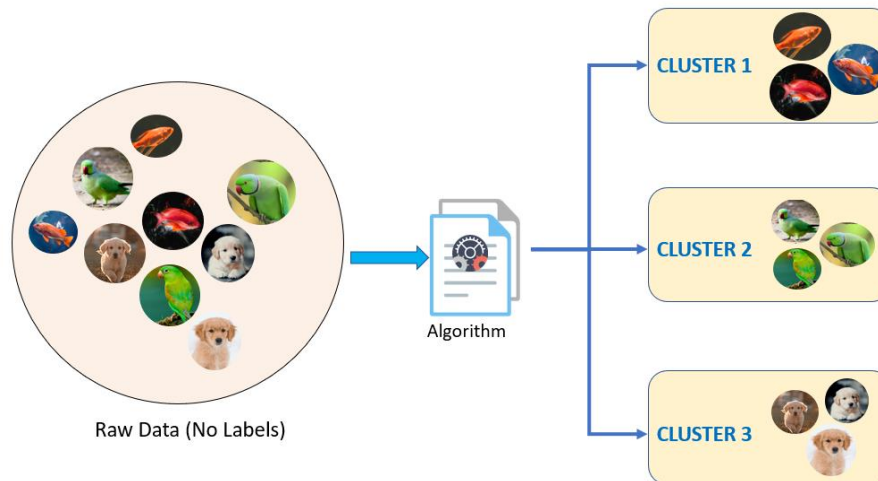 CLUSTER 1
CLUSTER 2
Algorithm
Raw Data (No Labels)
CLUSTER 3